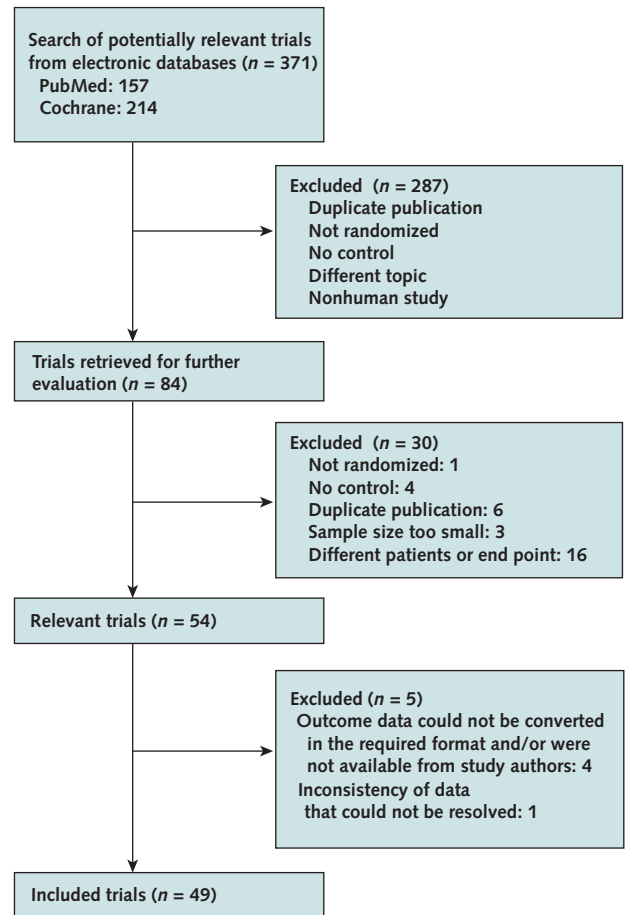 Search of potentially relevant trials
from electronic databases (n = 371)
PubMed: 157
Cochrane: 214
Excluded (n = 287)
Duplicate publication
Not randomized
No control
Different topic
Nonhuman study
Trials retrieved for further
evaluation (n = 84)
Excluded (n = 30)
Not randomized: 1
No control: 4
Duplicate publication: 6
Sample size too small: 3
Different patients or end point: 16
Relevant trials (n = 54)
Excluded (n = 5)
Outcome data could not be converted
in the required format and/or were
not available from study authors: 4
Inconsistency of data
that could not be resolved: 1
Included trials (n = 49)